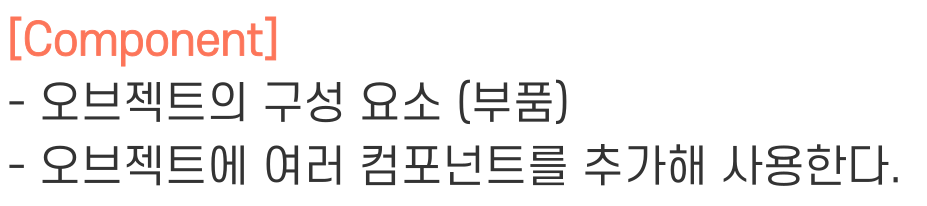 [Component]
- 오브젝트의 구성 요소 (부품)
- 오브젝트에 여러 컴포넌트를 추가해 사용한다.